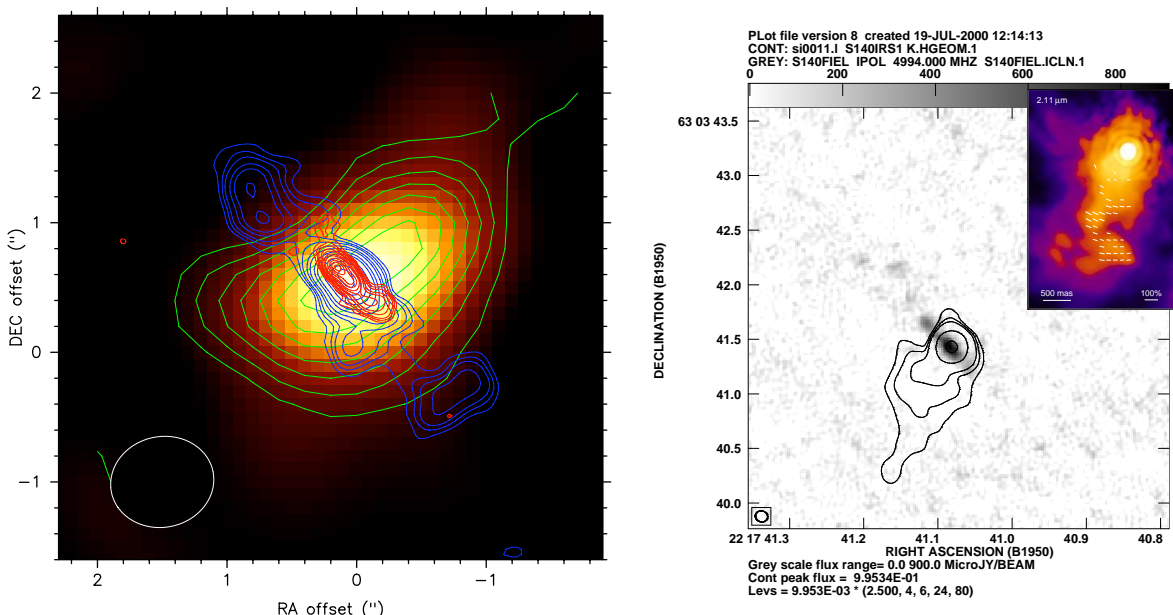 2
1
0
−1
DEC offset (")
2
1
0
−1
RA offset (")
PLot file version 8 created 19-JUL-2000 12:14:13
CONT: si0011.I S140IRS1 K.HGEOM.1
GREY: S140FIEL IPOL 4994.000 MHZ S140FIEL.ICLN.1
0 200 400 600 800
2.11 µm
500 mas 100%
63 03 43.5
43.0
42.5
42.0
41.5
41.0
40.5
40.0
DECLINATION (B1950)
22 17 41.3 41.2 41.1 41.0 40.9 40.8
RIGHT ASCENSION (B1950)
Grey scale flux range= 0.0 900.0 MicroJY/BEAM
Cont peak flux = 9.9534E-01
Levs = 9.953E-03 * (2.500, 4, 6, 24, 80)